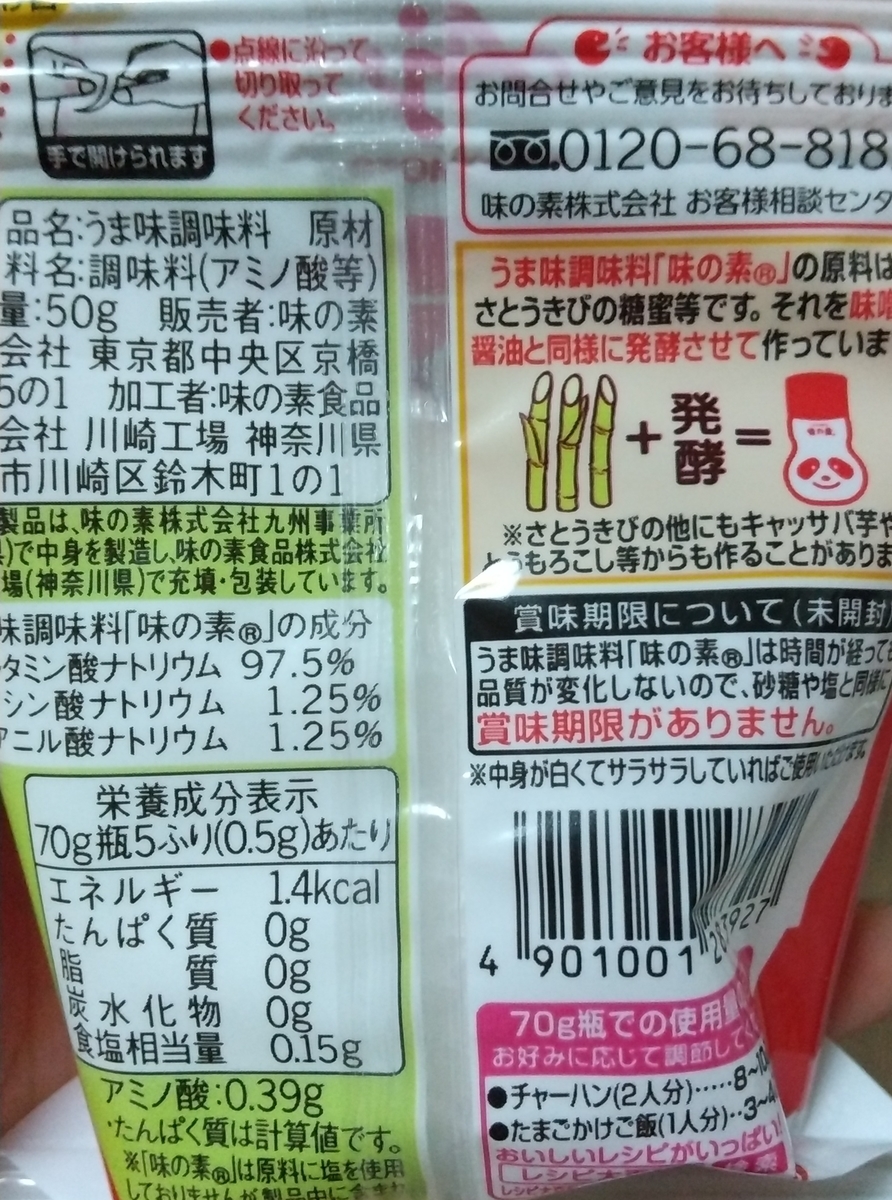 ●点線に沿って
切り取って
ください。
手で開けられます
品名:うま味調味料 原材
料名:調味料(アミノ酸等)
量:50g 販売者:味の素
会社 東京都中央区京橋
5の1 加工者:味の素食品
会社 川崎工場 神奈川県
市川崎区鈴木町1の1
製品は、味の素株式会社九州事業所
)で中身を製造し、味の素食品株式会社
場(神奈川県)で充填・包装しています。
味調味料「味の素®」の成分
タミン酸ナトリウム 97.5%
シン酸ナトリウム 1.25%
アニル酸ナトリウム 1.25%
栄養成分表示
70g瓶5ふり(0.5g)あたり
エネルギー 1.4kcal
たんぱく質 0g
脂質 0g
炭水化物 0g
食塩相当量 0.15g
アミノ酸:0.39g
・たんぱく質は計算値です。
※「味の素®」は原料に塩を使用
しておりませんが製品中に含まれ
お客様へ
お問合せやご意見をお待ちしており
0120-68-818
味の素株式会社 お客様相談センタ
うま味調味料「味の素®」の原料は
さとうきびの糖蜜等です。それを味噌
醤油と同様に発酵させて作っていま
+発酵=
味の素
※さとうきびの他にもキャッサバ芋や
とうもろこし等からも作ることがありま
賞味期限について(未開封)
うま味調味料「味の素®」は時間が経っても
品質が変化しないので、砂糖や塩と同様に
賞味期限がありません。
※中身が白くてサラサラしていればご使用いただけます。
4 901001 283927
70g瓶での使用量
お好みに応じて調節して
●チャーハン(2人分)・・・・・8~10
●たまごかけご飯(1人分)・・3~4
おいしいレシピがいっぱい!
レシピ大